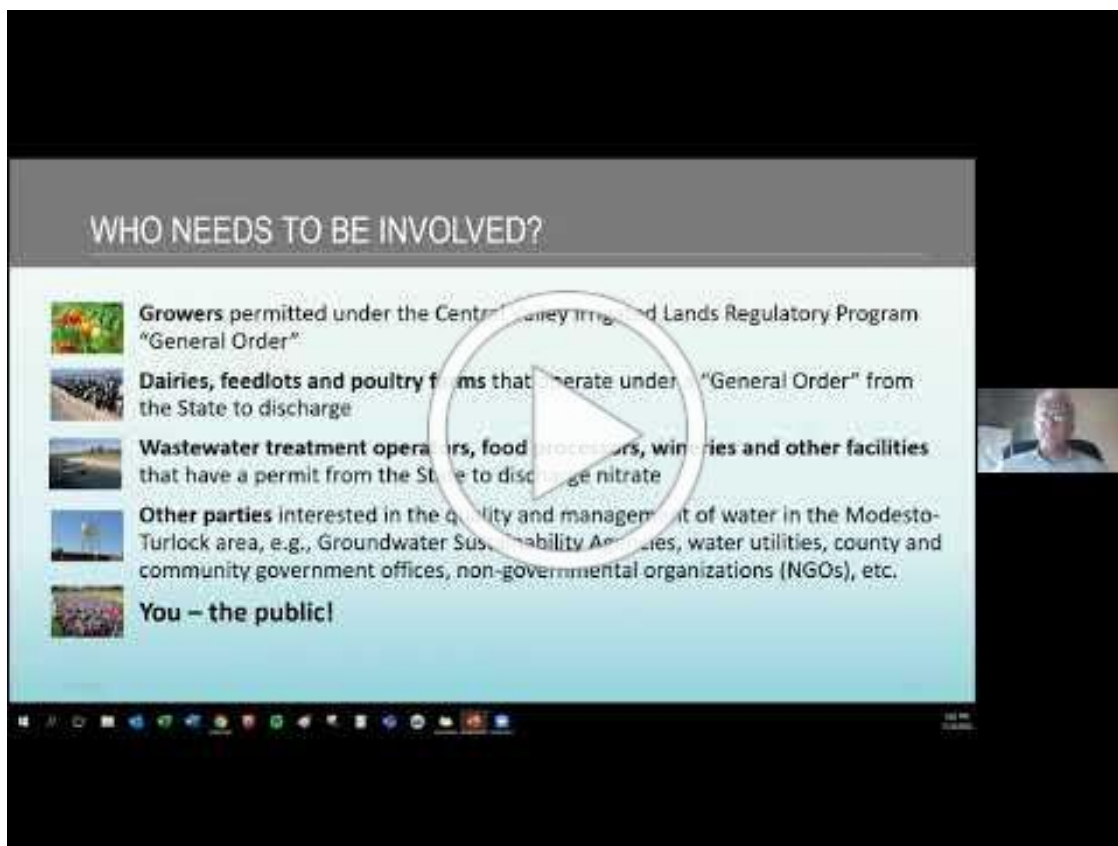 WHO NEEDS TO BE INVOLVED?
Growers permitted under the Central Valley Irrigated Lands Regulatory Program
“General Order”
Dairies, feedlots and poultry farms that operate under a “General Order” from
the State to discharge
Wastewater treatment operators, food processors, wineries and other facilities
that have a permit from the State to discharge nitrate
Other parties interested in the quality and management of water in the Modesto-
Turlock area, e.g., Groundwater Sustainability Agencies, water utilities, county and
community government offices, non-governmental organizations (NGOs), etc.
You – the public!